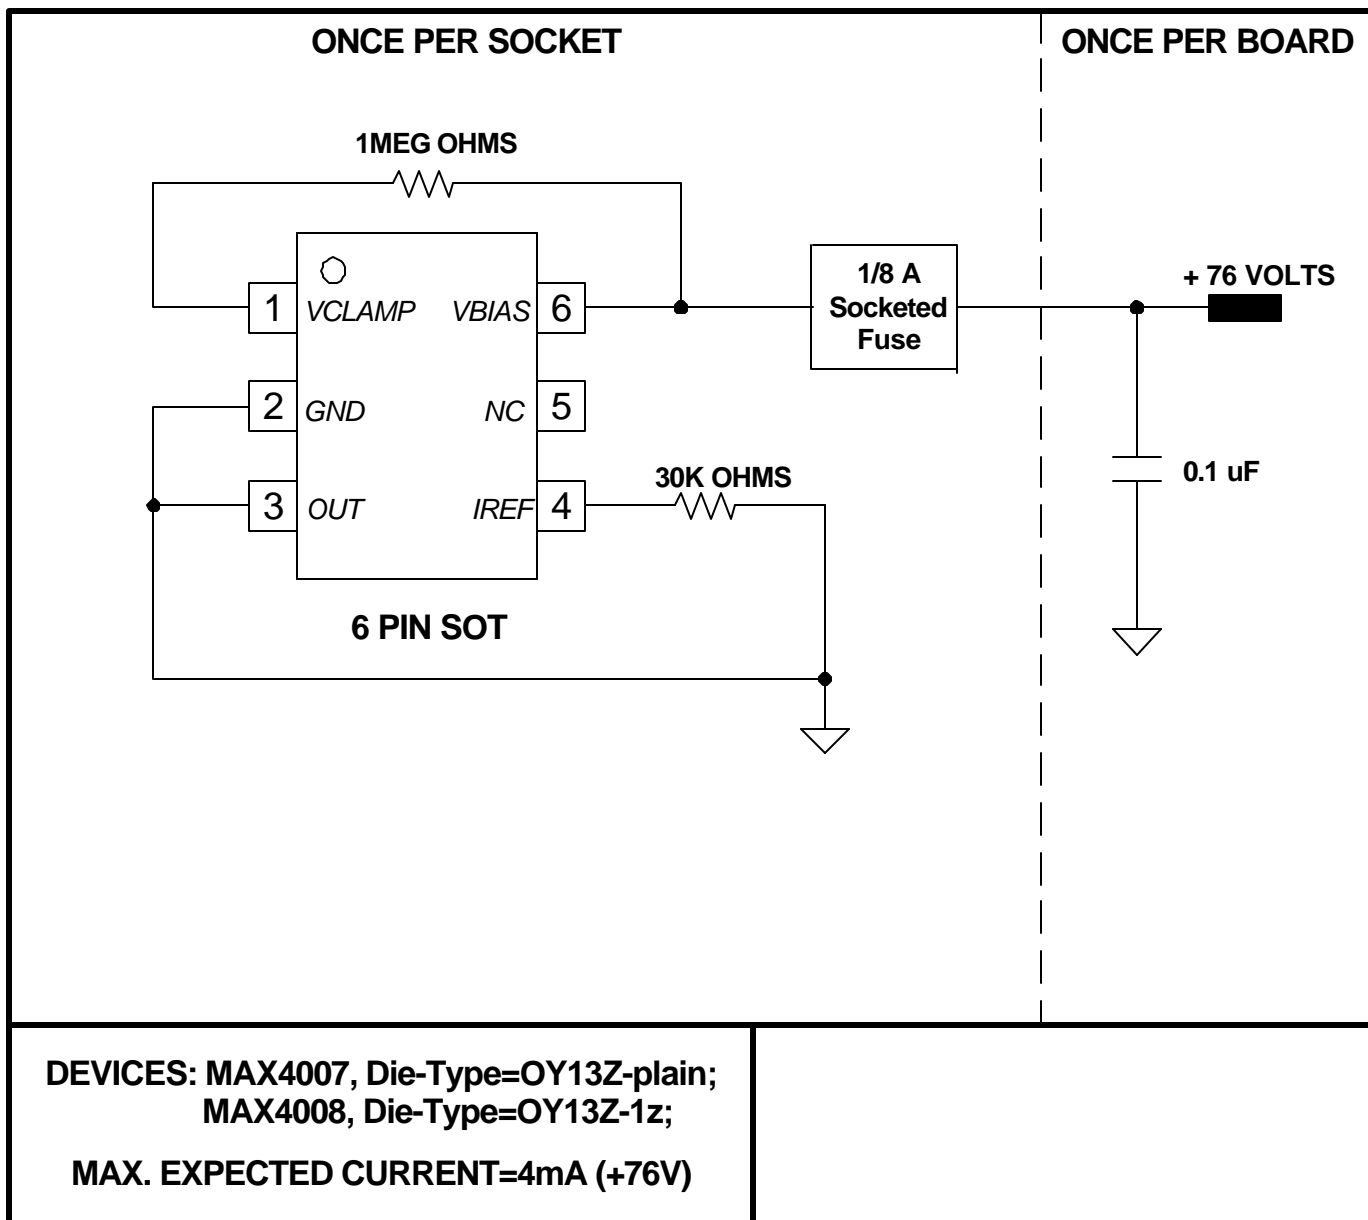 ONCE PER SOCKET
ONCE PER BOARD
1MEG OHMS
1 VCLAMP VBIAS 6
1/8 A
Socketed
Fuse
+ 76 VOLTS
2 GND NC 5
30K OHMS
0.1 uF
3 OUT IREF 4
6 PIN SOT
DEVICES: MAX4007, Die-Type=OY13Z-plain;
MAX4008, Die-Type=OY13Z-1z;
MAX. EXPECTED CURRENT=4mA (+76V)